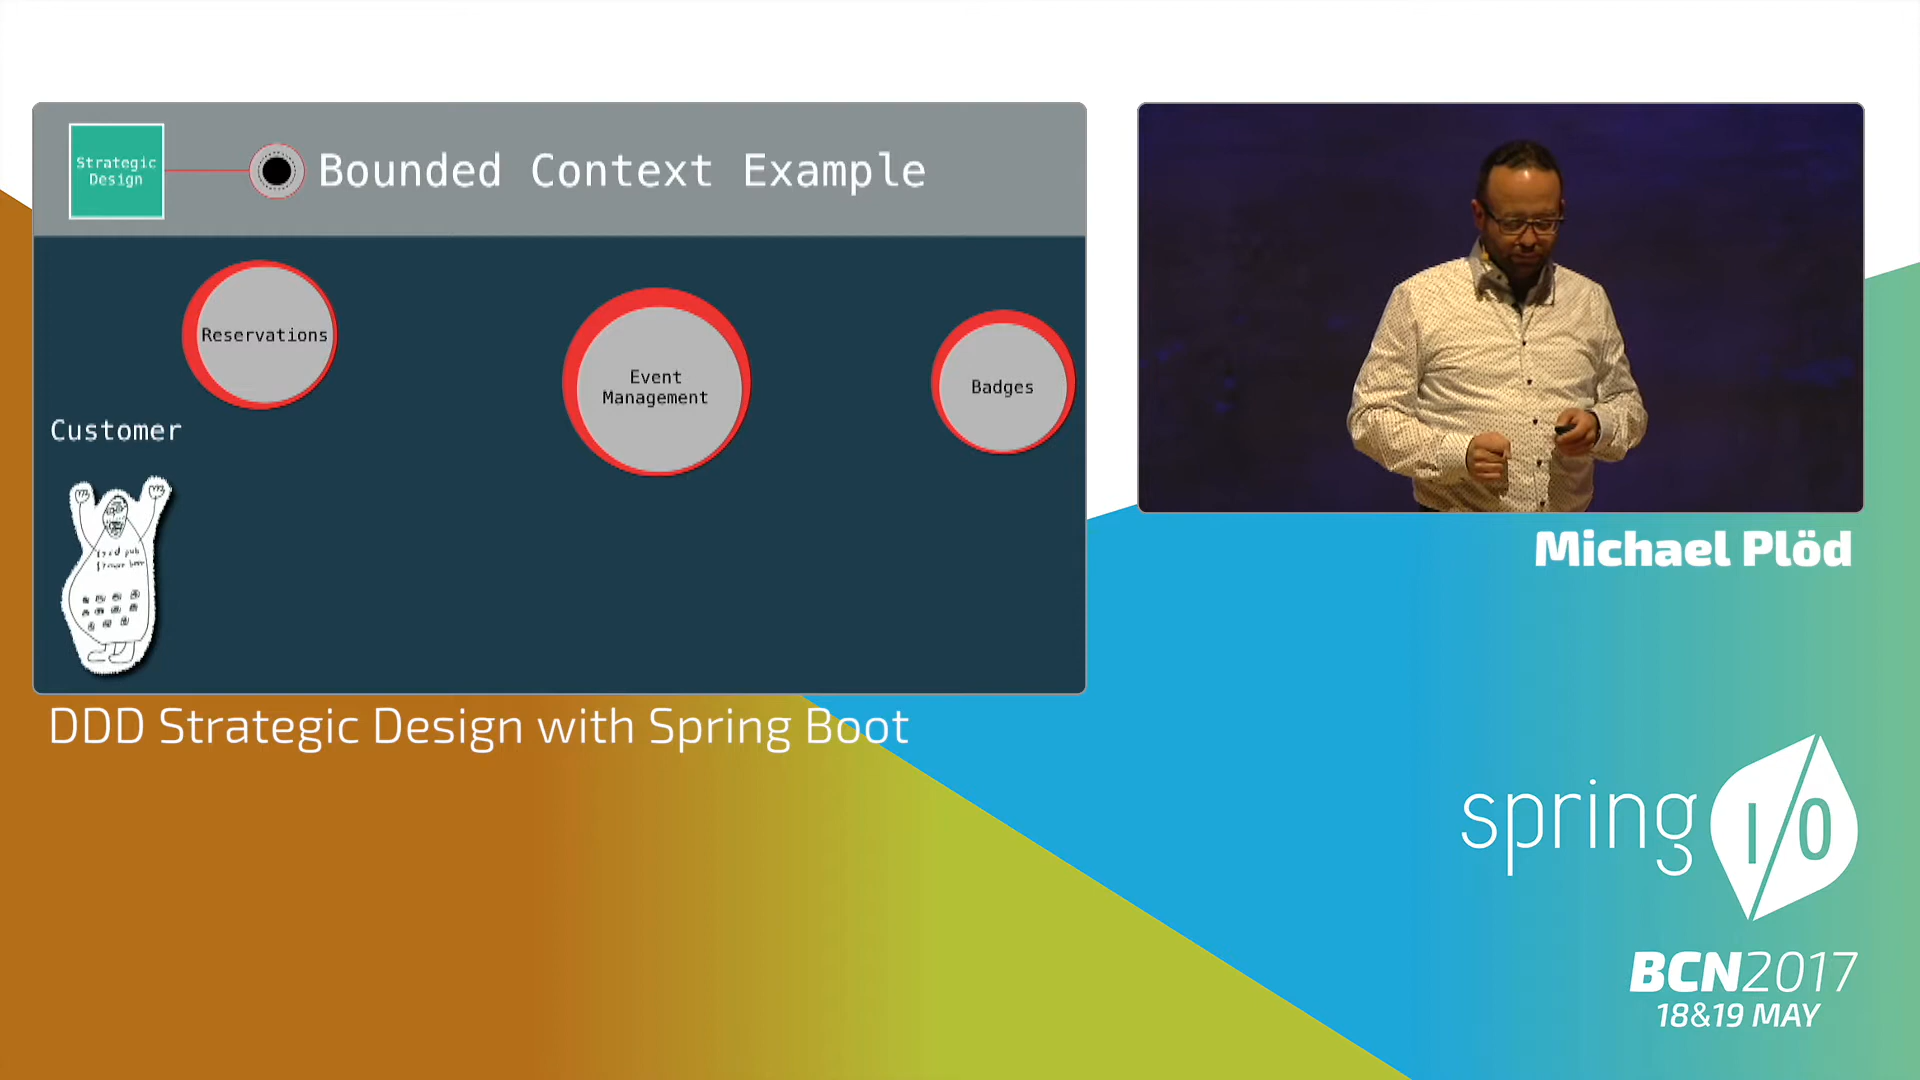 Strategic
Design
Bounded Context Example
Reservations
Event
Management
Badges
Customer
DDD Strategic Design with Spring Boot
Michael Plöd
spring I/O
BCN2017
18&19 MAY